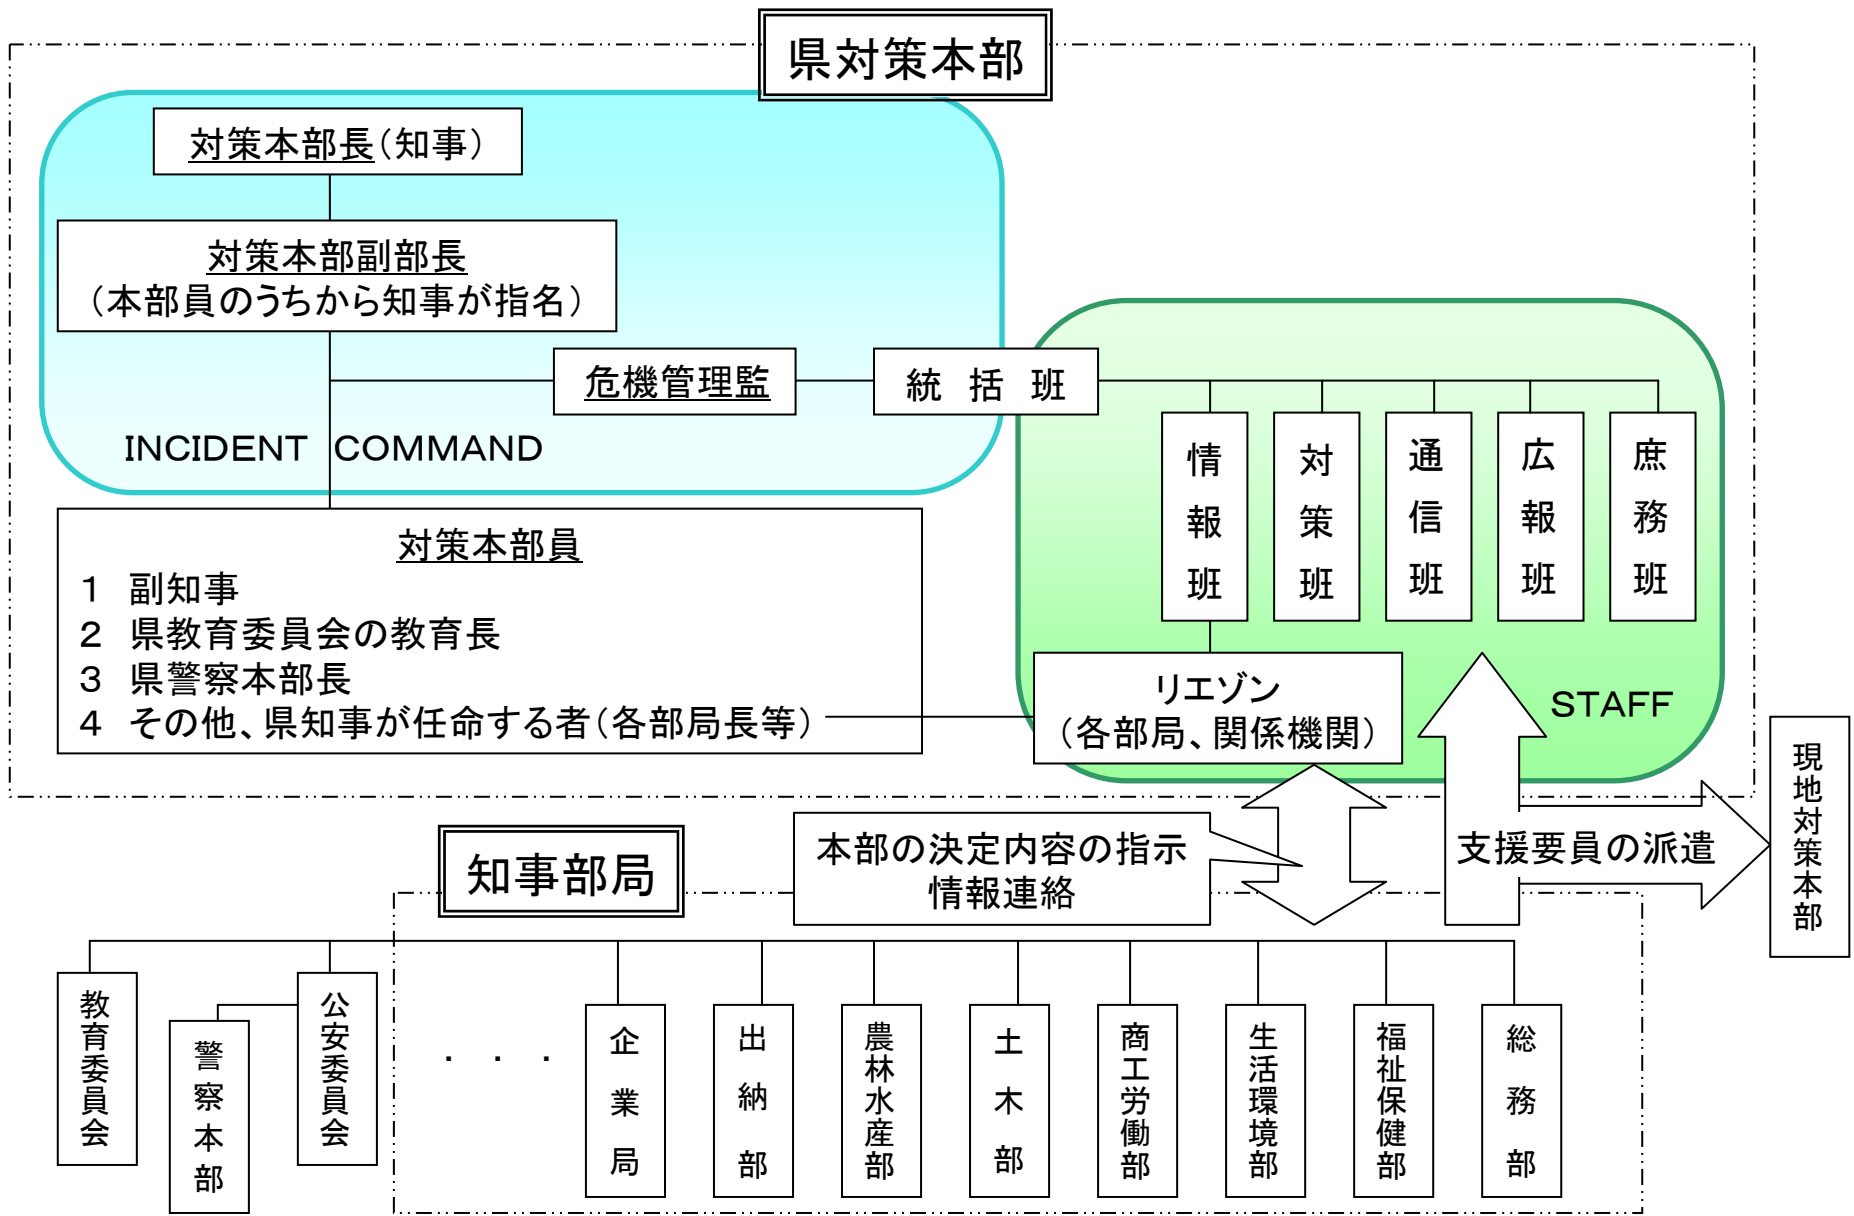 県対策本部
対策本部長（知事）
対策本部副部長
（本部員のうちから知事が指名）
危機管理監
統　括　班
INCIDENT　COMMAND
情報班
対策班
通信班
広報班
庶務班
対策本部員
１　副知事
２　県教育委員会の教育長
３　県警察本部長
４　その他、県知事が任命する者（各部局長等）
リエゾン
（各部局、関係機関）
STAFF
現地対策本部
本部の決定内容の指示
情報連絡
支援要員の派遣
知事部局
教育委員会
警察本部
公安委員会
．．．
企業局
出納部
農林水産部
土木部
商工労働部
生活環境部
福祉保健部
総務部